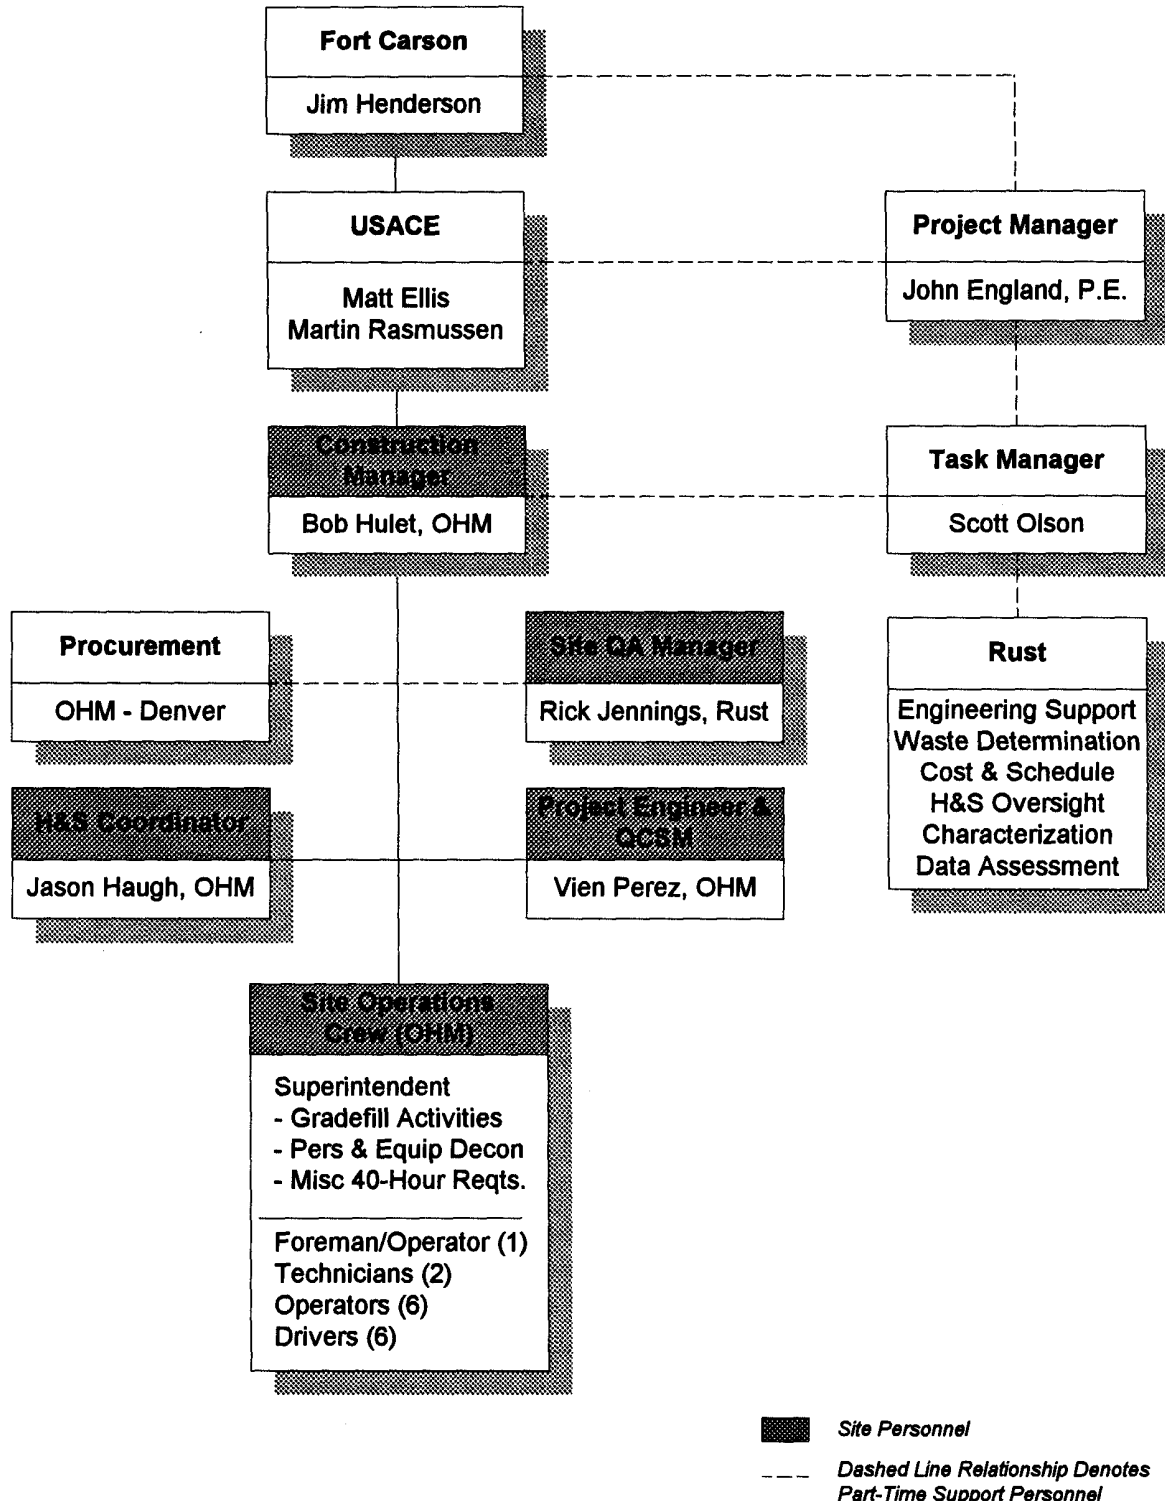 Fort Carson
Jim Henderson
USACE
Matt Ellis
Martin Rasmussen
Project Manager
John England, P.E.
Construction
Manager
Bob Hulet, OHM
Task Manager
Scott Olson
Procurement
OHM - Denver
Site QA Manager
Rick Jennings, Rust
Rust
Engineering Support
Waste Determination
Cost & Schedule
H&S Oversight
Characterization
Data Assessment
H&S Coordinator
Jason Haugh, OHM
Project Engineer &
QCSM
Vien Perez, OHM
Site Operations
Crew (OHM)
Superintendent
- Gradefill Activities
- Pers & Equip Decon
- Misc 40-Hour Reqts.
Foreman/Operator (1)
Technicians (2)
Operators (6)
Drivers (6)
Site Personnel
Dashed Line Relationship Denotes
Part-Time Support Personnel